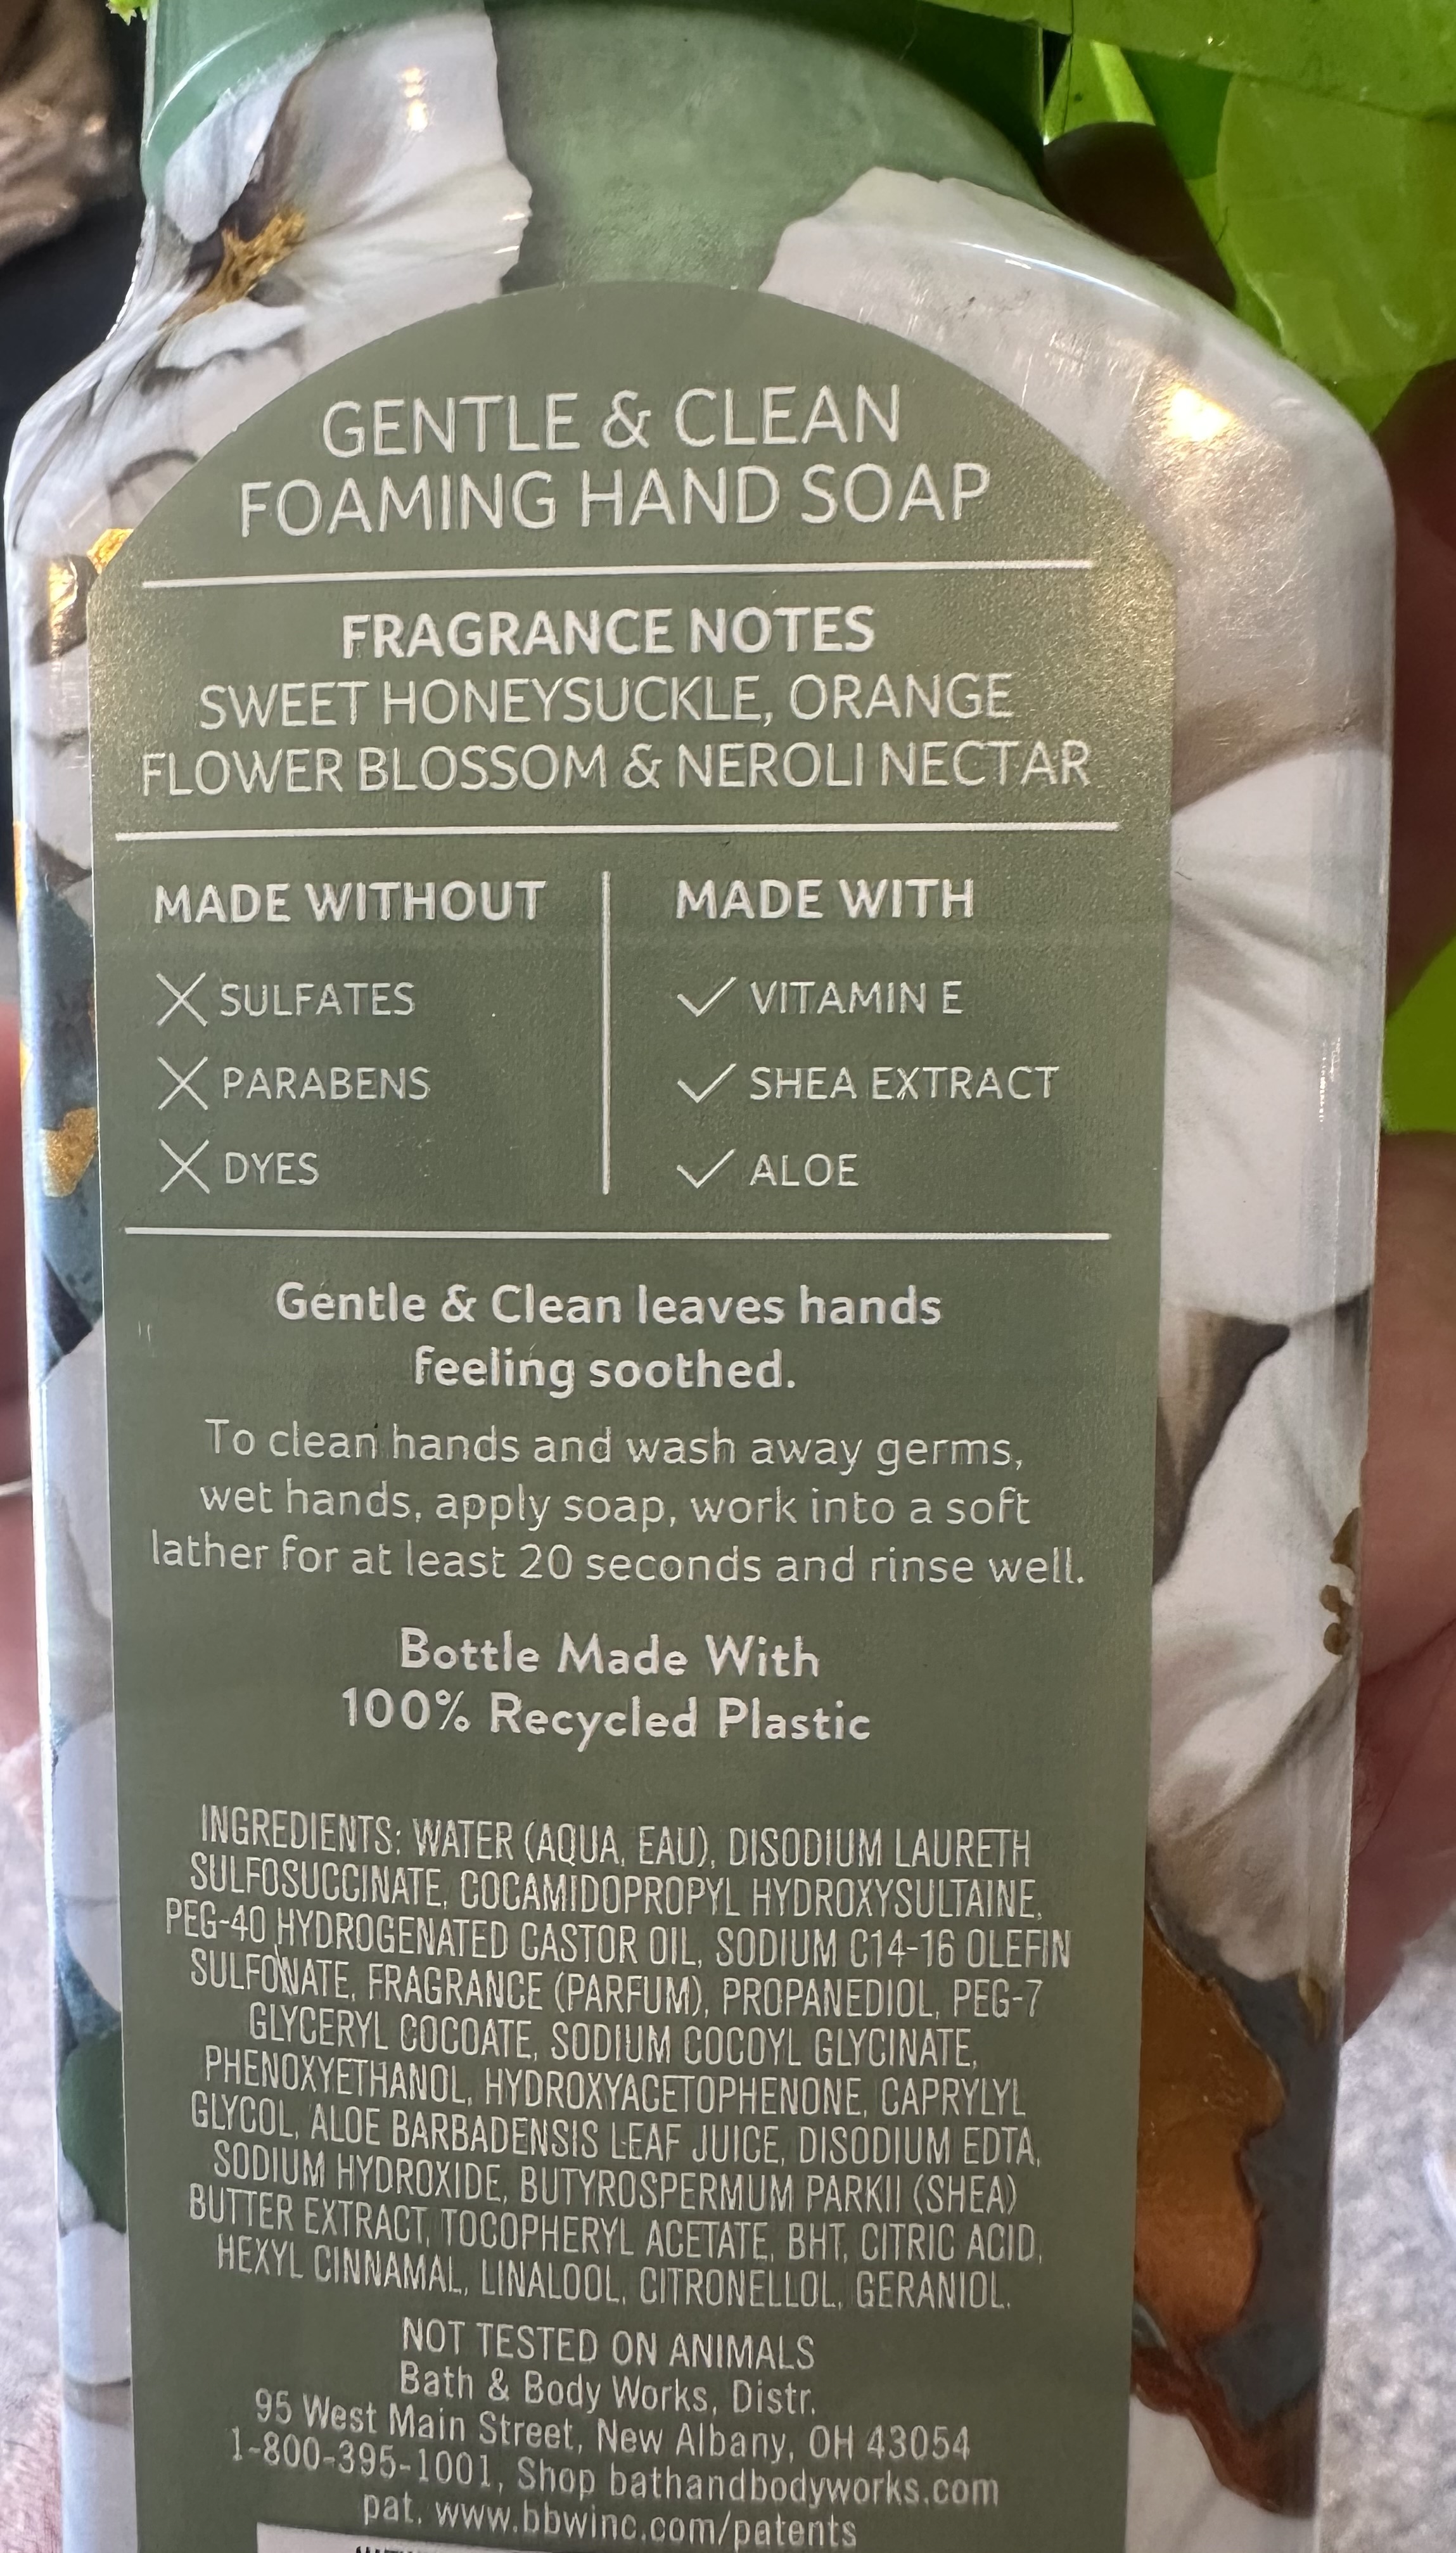 GENTLE & CLEAN
FOAMING HAND SOAP
FRAGRANCE NOTES
SWEET HONEYSUCKLE, ORANGE
FLOWER BLOSSOM & NEROLI NECTAR
MADE WITHOUT
SULFATES
PARABENS
DYES
MADE WITH
VITAMIN E
SHEA EXTRACT
ALOE
Gentle & Clean leaves hands
feeling soothed.
To clean hands and wash away germs,
wet hands, apply soap, work into a soft
lather for at least 20 seconds and rinse well.
Bottle Made With
100% Recycled Plastic
INGREDIENTS: WATER (AQUA, EAU), DISODIUM LAURETH
SULFOSUCCINATE, COCAMIDOPROPYL HYDROXYSULTAINE,
PEG-40 HYDROGENATED CASTOR OIL, SODIUM C14-16 OLEFIN
SULFONATE, FRAGRANCE (PARFUM), PROPANEDIOL, PEG-7
GLYCERYL COCOATE, SODIUM COCOYL GLYCINATE,
PHENOXYETHANOL, HYDROXYACETOPHENONE, CAPRYLYL
GLYCOL, ALOE BARBADENSIS LEAF JUICE, DISODIUM EDTA,
SODIUM HYDROXIDE, BUTYROSPERMUM PARKII (SHEA)
BUTTER EXTRACT, TOCOPHERYL ACETATE, BHT, CITRIC ACID,
HEXYL CINNAMAL, LINALOOL, CITRONELLOL, GERANIOL.
NOT TESTED ON ANIMALS
Bath & Body Works, Distr.
95 West Main Street, New Albany, OH 43054
1-800-395-1001, Shop bathandbodyworks.com
pat. www.bbwinc.com/patents